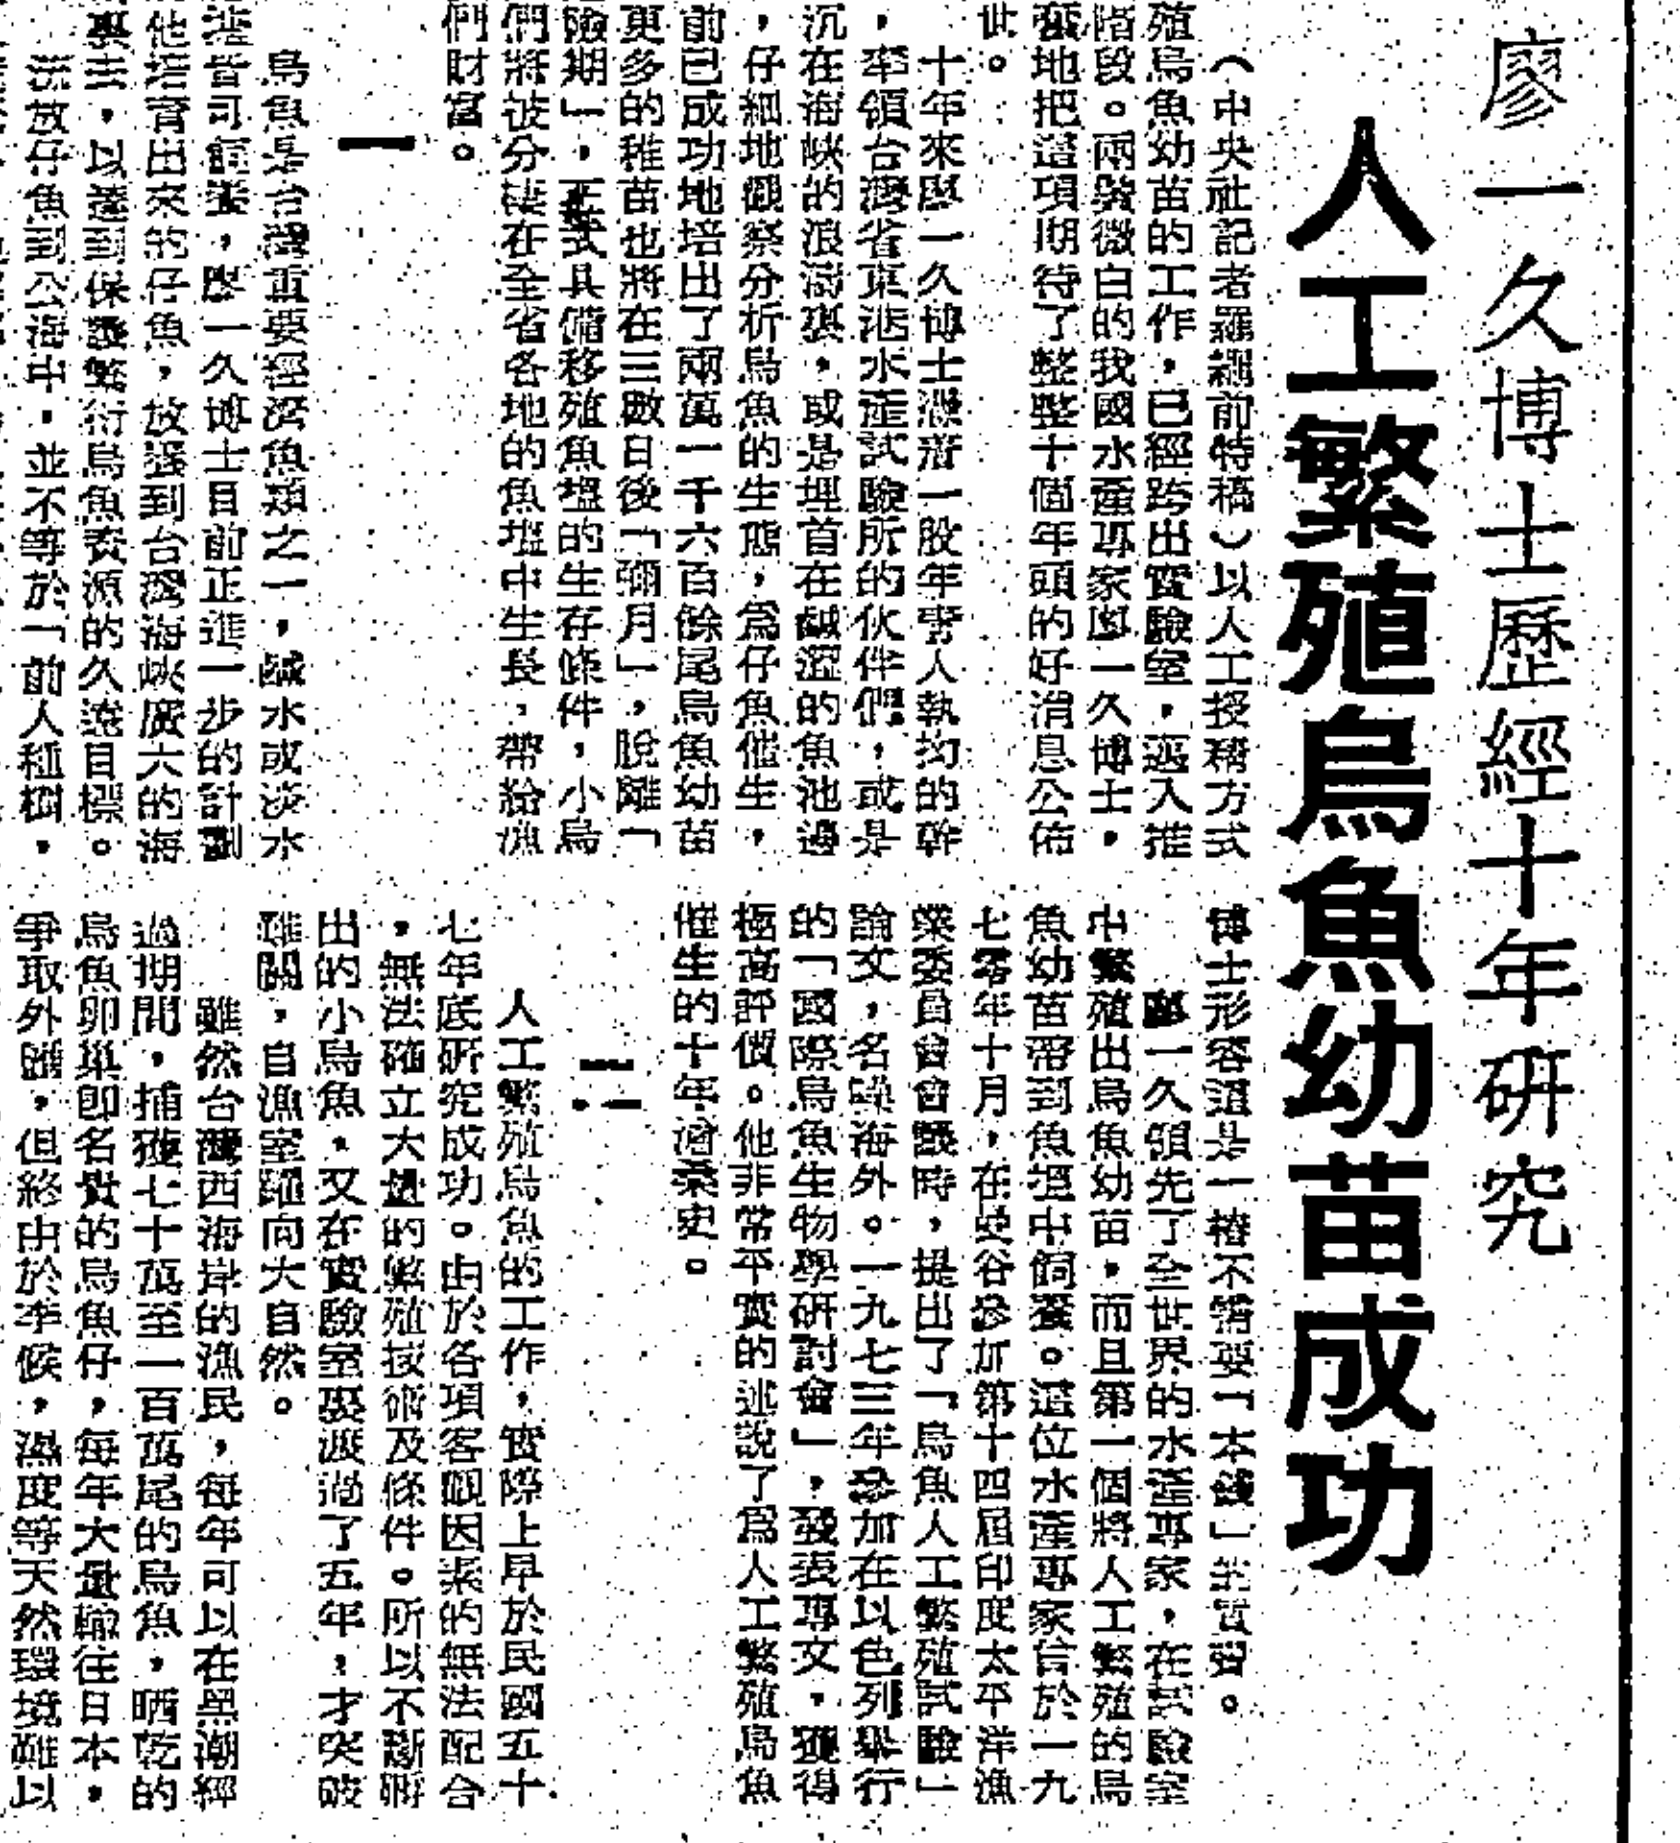 廖一久博士歷經十年研究
人工繁殖烏魚幼苗成功
（中央社記者羅 前特稿）以人工授精方式
殖烏魚幼苗的工作，已經跨出實驗室，邁入推
階段。兩鬢微白的我國水產專家廖一久博士，
地把這項期待了整整十個年頭的好消息公佈
世。
十年來廖一久博士憑着一股年青人執拗的幹
，率領台灣省東港水產試驗所的伙伴們，或是
沉在海峽的浪濤裏，或是埋首在鹹澀的魚池邊
，仔細地觀察分析烏魚的生態，為仔魚催生，
前已成功地培出了兩萬一千六百餘尾烏魚幼苗
更多的稚苗也將在三數日後「彌月」，脫離「
險期」，正式具備移殖魚塭的生存條件，小烏
們將被分棲在全省各地的魚塭中生長，帶給漁
們財富。
一
烏魚是台灣重要經濟魚類之一，鹹水或淡水
塭皆可飼養，廖一久博士目前正進一步的計劃
他培育出來的仔魚，放養到台灣海峽廣大的海
裏去，以達到保護繁衍烏魚資源的久遠目標。
流放仔魚到公海中，並不等於「前人種樹，
博士形容這是一樁不需要「本錢」的買賣。
廖一久領先了全世界的水產專家，在試驗室
中繁殖出烏魚幼苗，而且第一個將人工繁殖的烏
魚幼苗帶到魚塭中飼養。這位水產專家曾於一九
七零年十月，在曼谷參加第十四屆印度太平洋漁
業委員會會議時，提出了「烏魚人工繁殖試驗」
論文，名噪海外。一九七三年參加在以色列舉行
的「國際烏魚生物學研討會」，發表專文，獲得
極高評價。他非常平實的述說了為人工繁殖烏魚
催生的十年滄桑史。
二
人工繁殖烏魚的工作，實際上早於民國五十
七年底研究成功。由於各項客觀因素的無法配合
，無法確立大量的繁殖技術及條件。所以不斷孵
出的小烏魚，又在實驗室裏渡過了五年，才突破
難關，自漁室躍向大自然。
雖然台灣西海岸的漁民，每年可以在黑潮經
過期間，捕獲七十萬至一百萬尾的烏魚，晒乾的
烏魚卵巢即名貴的烏魚仔，每年大量輸往日本，
爭取外匯，但終由於季候，濕度等天然環境難以